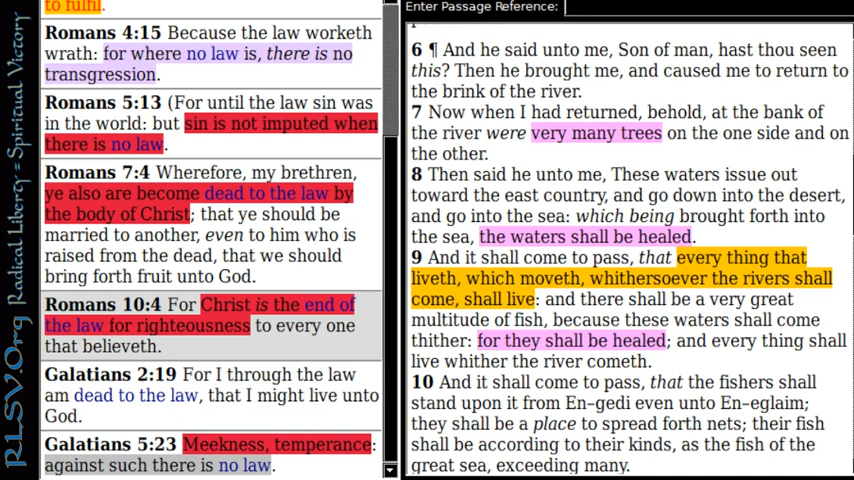 RLSV.Org Radical Liberty = Spiritual Victory
to fulfil.
Romans 4:15 Because the law worketh
wrath: for where no law is, there is no
transgression.
Romans 5:13 (For until the law sin was
in the world: but sin is not imputed when
there is no law.
Romans 7:4 Wherefore, my brethren,
ye also are become dead to the law by
the body of Christ; that ye should be
married to another, even to him who is
raised from the dead, that we should
bring forth fruit unto God.
Romans 10:4 For Christ is the end of
the law for righteousness to every one
that believeth.
Galatians 2:19 For I through the law
am dead to the law, that I might live unto
God.
Galatians 5:23 Meekness, temperance:
against such there is no law.
Enter Passage Reference:
6 ¶ And he said unto me, Son of man, hast thou seen
this? Then he brought me, and caused me to return to
the brink of the river.
7 Now when I had returned, behold, at the bank of
the river were very many trees on the one side and on
the other.
8 Then said he unto me, These waters issue out
toward the east country, and go down into the desert,
and go into the sea: which being brought forth into
the sea, the waters shall be healed.
9 And it shall come to pass, that every thing that
liveth, which moveth, whithersoever the rivers shall
come, shall live: and there shall be a very great
multitude of fish, because these waters shall come
thither: for they shall be healed; and every thing shall
live whither the river cometh.
10 And it shall come to pass, that the fishers shall
stand upon it from En-gedi even unto En-eglaim;
they shall be a place to spread forth nets; their fish
shall be according to their kinds, as the fish of the
great sea, exceeding many.